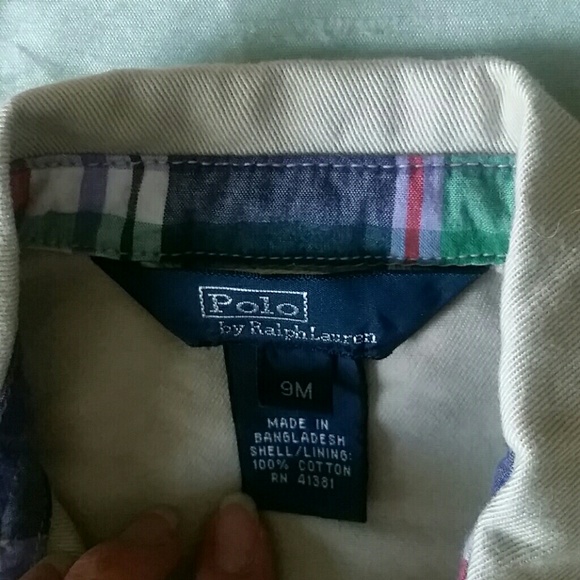 Polo
by Ralph Lauren
9M
MADE IN
BANGLADESH
SHELL/LINING:
100% COTTON
RN 41381